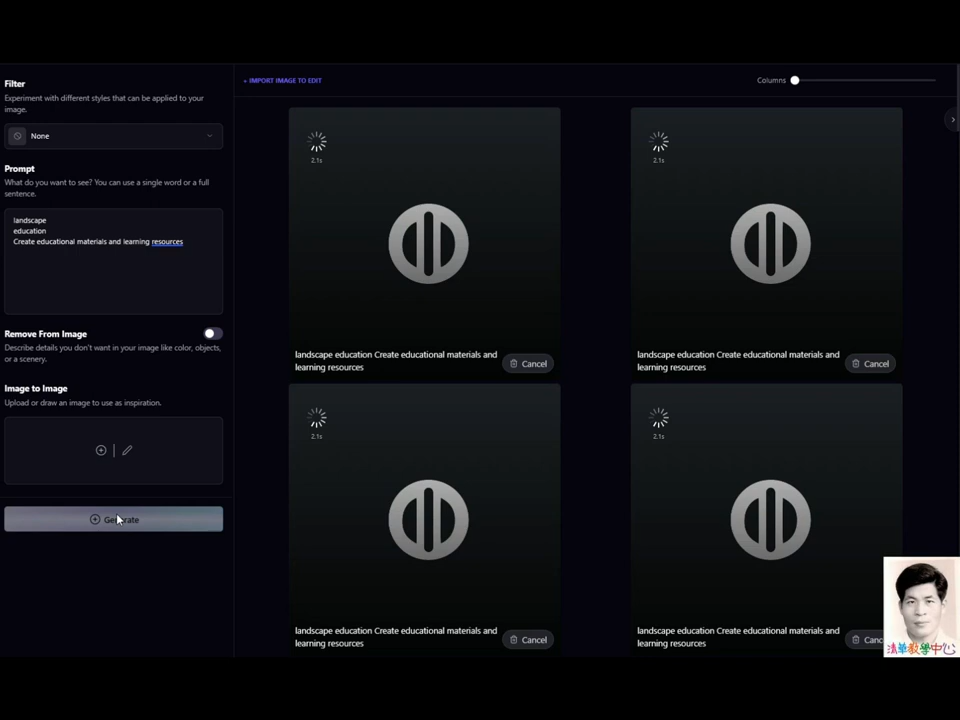 Filter
Experiment with different styles that can be applied to your
image.
None
Prompt
What do you want to see? You can use a single word or a full
sentence.
landscape
education
Create educational materials and learning resources
Remove From Image
Describe details you don't want in your image like color, objects,
or a scenery.
Image to Image
Upload or draw an image to use as inspiration.
Generate
+ IMPORT IMAGE TO EDIT
Columns
2.1s
landscape education Create educational materials and
learning resources
Cancel
2.1s
landscape education Create educational materials and
learning resources
Cancel
2.1s
landscape education Create educational materials and
learning resources
Cancel
2.1s
landscape education Create educational materials and
learning resources
Canc
清華教學中心